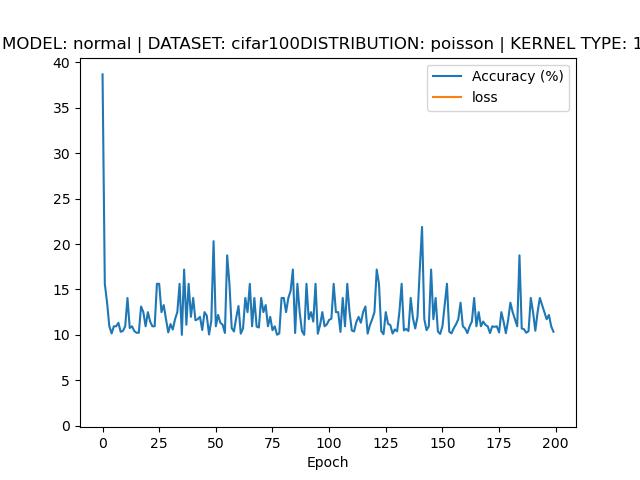 MODEL: normal | DATASET: cifar100DISTRIBUTION: poisson | KERNEL TYPE: 1
Accuracy (%)
loss
40
35
30
25
20
15
10
5
0
0 25 50 75 100 125 150 175 200
Epoch